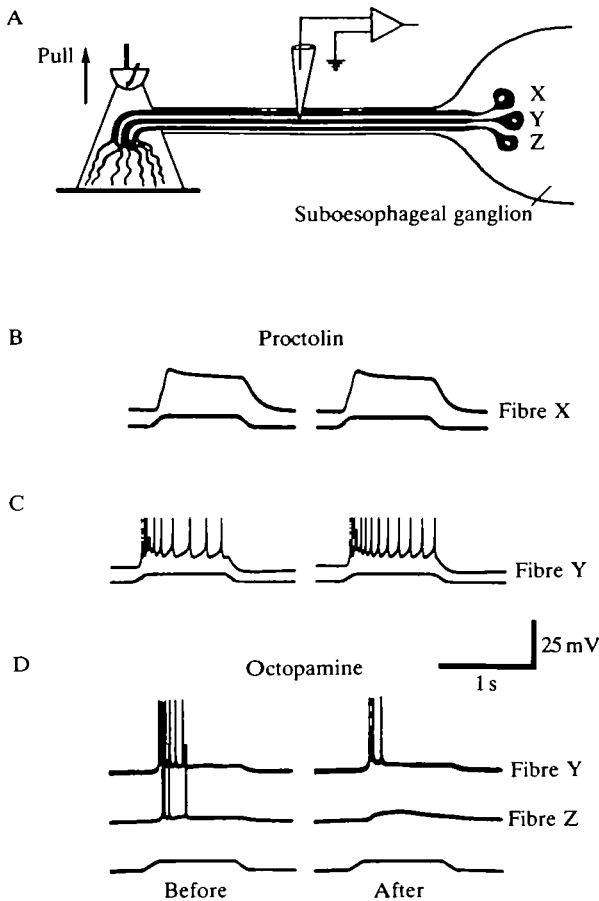 A
Pull
X
Y
Z
Suboesophageal ganglion
B
Proctolin
Fibre X
C
Fibre Y
25 mV
1 s
D
Octopamine
Fibre Y
Fibre Z
Before
After